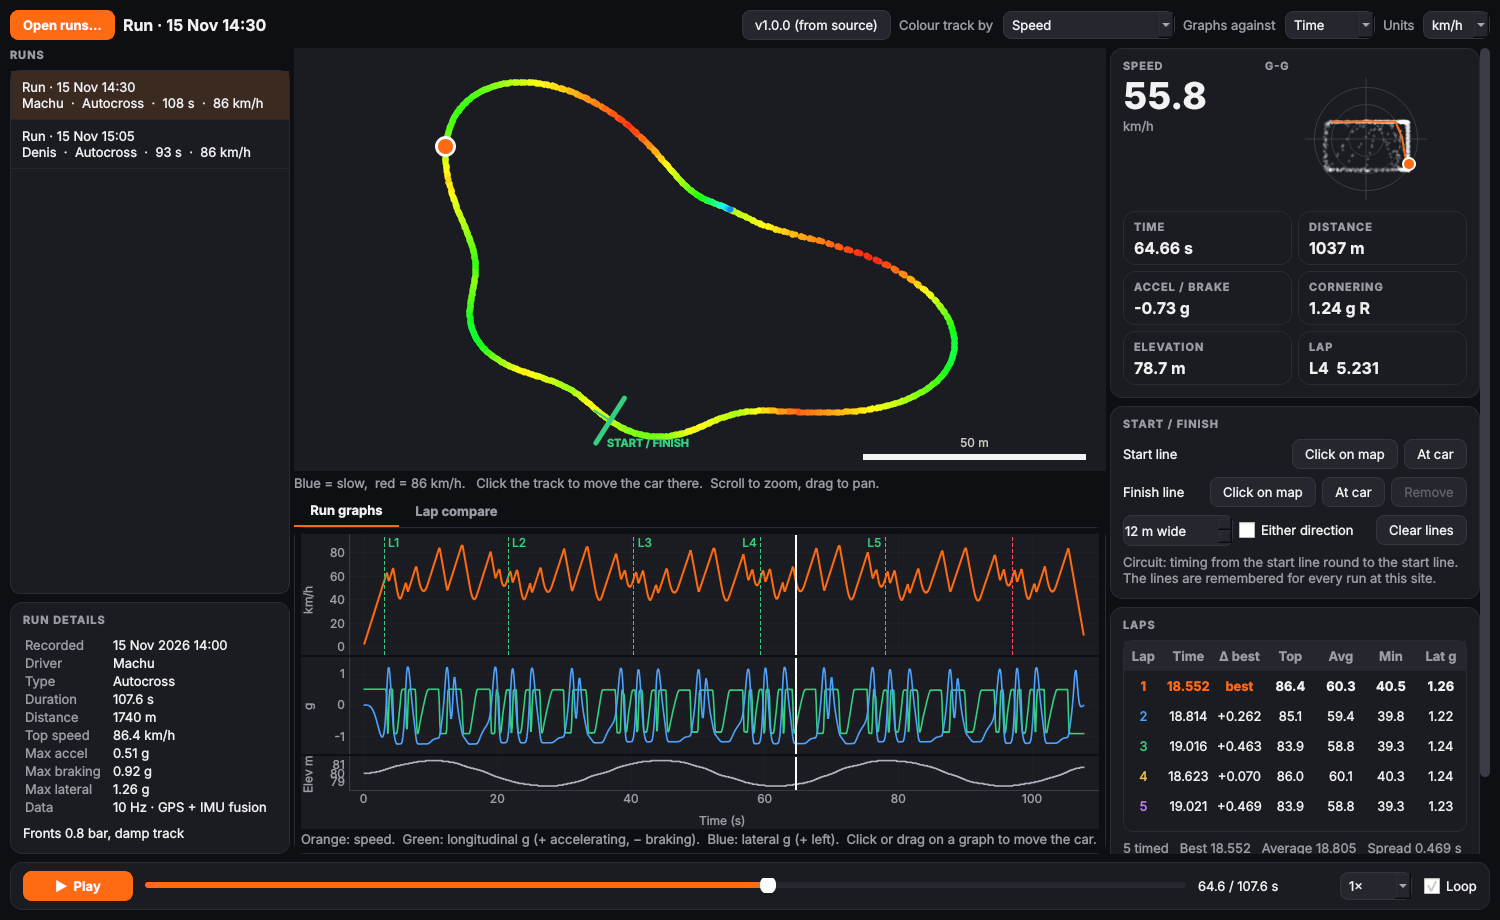 Open runs...
Run · 15 Nov 14:30
v1.0.0 (from source)
Colour track by
Speed
Graphs against
Time
Units
km/h
RUNS
Run · 15 Nov 14:30
Machu · Autocross · 108 s · 86 km/h
Run · 15 Nov 15:05
Denis · Autocross · 93 s · 86 km/h
RUN DETAILS
Recorded 15 Nov 2026 14:00
Driver Machu
Type Autocross
Duration 107.6 s
Distance 1740 m
Top speed 86.4 km/h
Max accel 0.51 g
Max braking 0.92 g
Max lateral 1.26 g
Data 10 Hz · GPS + IMU fusion
Fronts 0.8 bar, damp track
START / FINISH
50 m
Blue = slow, red = 86 km/h. Click the track to move the car there. Scroll to zoom, drag to pan.
Run graphs
Lap compare
L1 L2 L3 L4 L5
km/h
80
60
40
20
0
g
1
0
-1
Elev m
81
80
79
0 20 40 60 80 100
Time (s)
Orange: speed. Green: longitudinal g (+ accelerating, − braking). Blue: lateral g (+ left). Click or drag on a graph to move the car.
SPEED
G-G
55.8
km/h
TIME
64.66 s
DISTANCE
1037 m
ACCEL / BRAKE
-0.73 g
CORNERING
1.24 g R
ELEVATION
78.7 m
LAP
L4 5.231
START / FINISH
Start line
Click on map
At car
Finish line
Click on map
At car
Remove
12 m wide
Either direction
Clear lines
Circuit: timing from the start line round to the start line.
The lines are remembered for every run at this site.
LAPS
Lap Time Δ best Top Avg Min Lat g
1 18.552 best 86.4 60.3 40.5 1.26
2 18.814 +0.262 85.1 59.4 39.8 1.22
3 19.016 +0.463 83.9 58.8 39.3 1.24
4 18.623 +0.070 86.0 60.1 40.3 1.24
5 19.021 +0.469 83.9 58.8 39.3 1.23
5 timed Best 18.552 Average 18.805 Spread 0.469 s
Play
64.6 / 107.6 s
1×
Loop